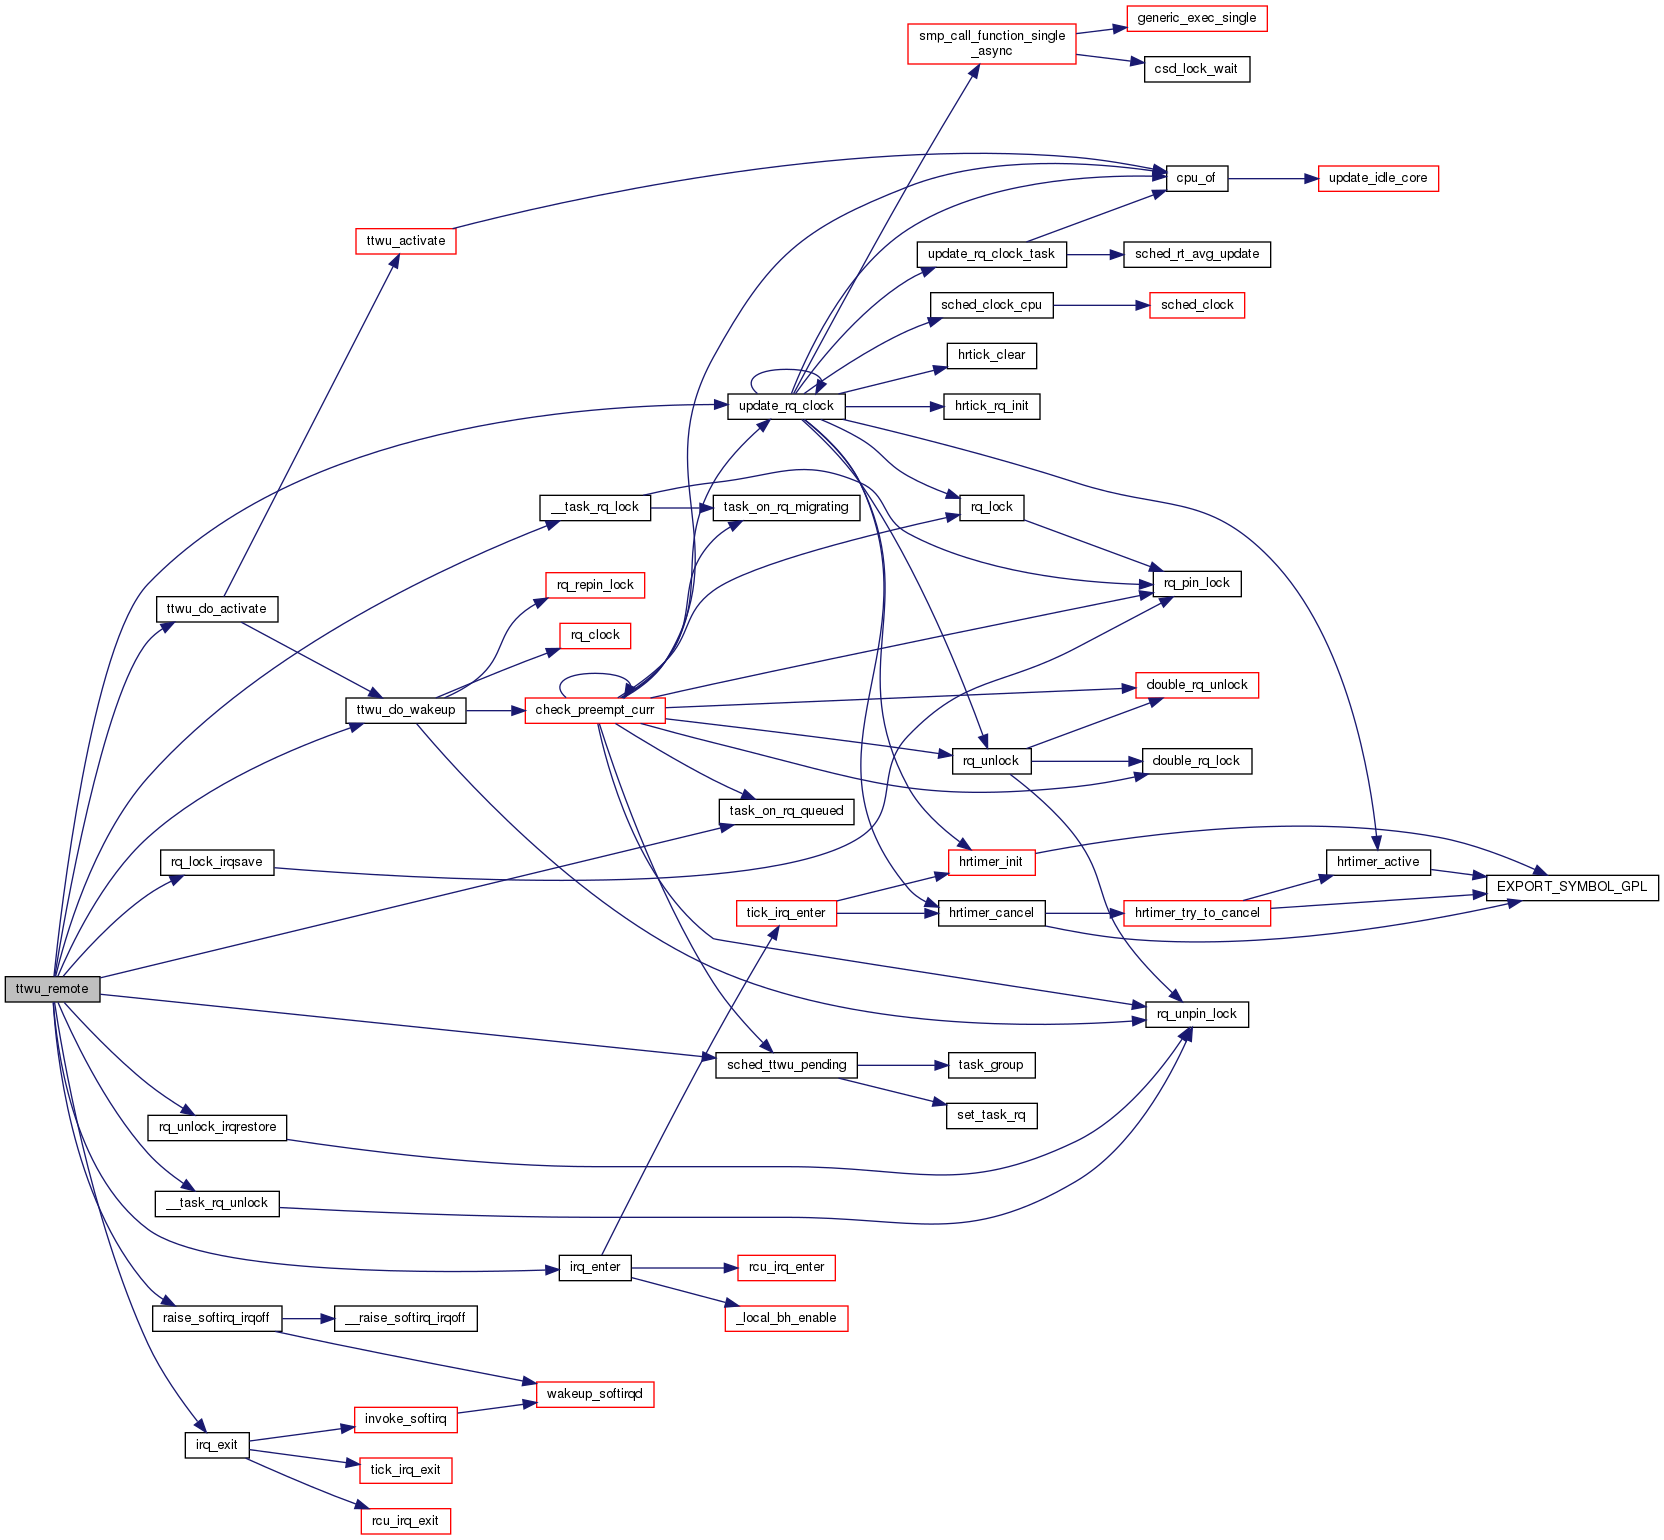 generic_exec_single
smp_call_function_single
_async
csd_lock_wait
cpu_of
update_idle_core
ttwu_activate
update_rq_clock_task
sched_rt_avg_update
sched_clock_cpu
sched_clock
hrtick_clear
update_rq_clock
hrtick_rq_init
__task_rq_lock
task_on_rq_migrating
rq_lock
rq_repin_lock
rq_pin_lock
ttwu_do_activate
rq_clock
double_rq_unlock
ttwu_do_wakeup
check_preempt_curr
rq_unlock
double_rq_lock
task_on_rq_queued
rq_lock_irqsave
hrtimer_init
hrtimer_active
EXPORT_SYMBOL_GPL
tick_irq_enter
hrtimer_cancel
hrtimer_try_to_cancel
ttwu_remote
rq_unpin_lock
sched_ttwu_pending
task_group
set_task_rq
rq_unlock_irqrestore
__task_rq_unlock
irq_enter
rcu_irq_enter
raise_softirq_irqoff
__raise_softirq_irqoff
_local_bh_enable
wakeup_softirqd
invoke_softirq
irq_exit
tick_irq_exit
rcu_irq_exit